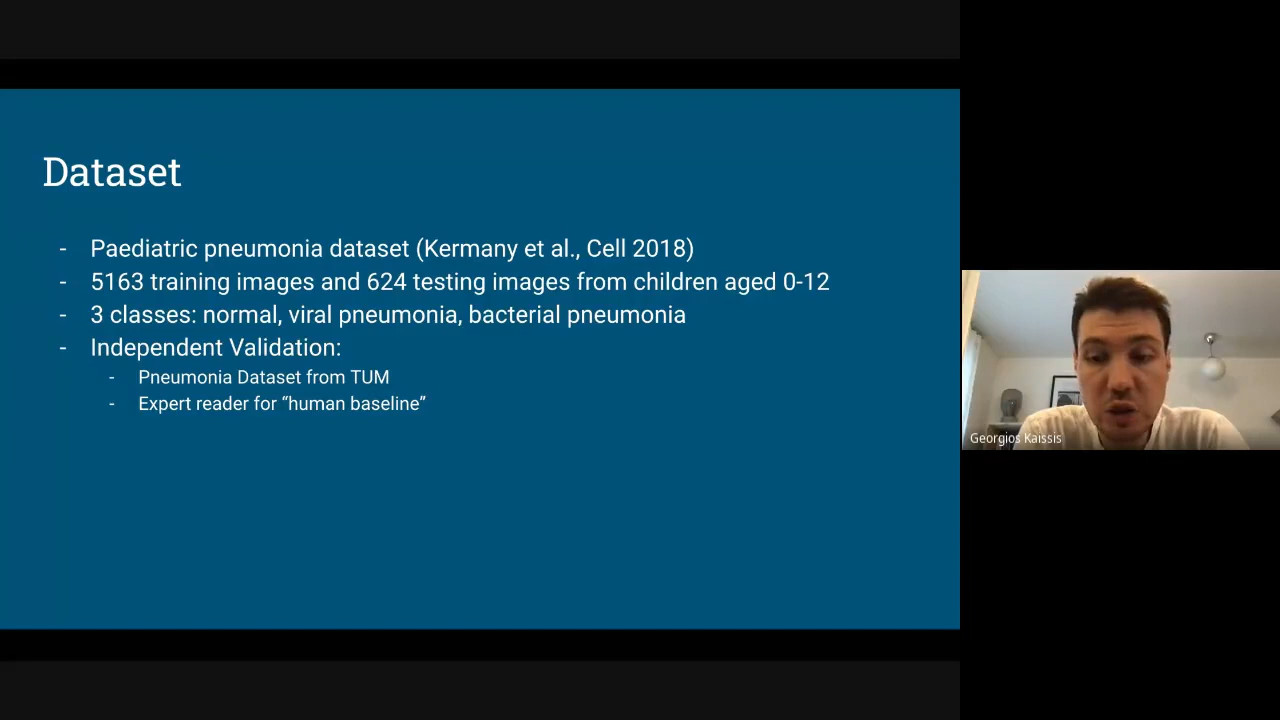 Dataset
- Paediatric pneumonia dataset (Kermany et al., Cell 2018)
- 5163 training images and 624 testing images from children aged 0-12
- 3 classes: normal, viral pneumonia, bacterial pneumonia
- Independent Validation:
- Pneumonia Dataset from TUM
- Expert reader for “human baseline”
Georgios Kaissis